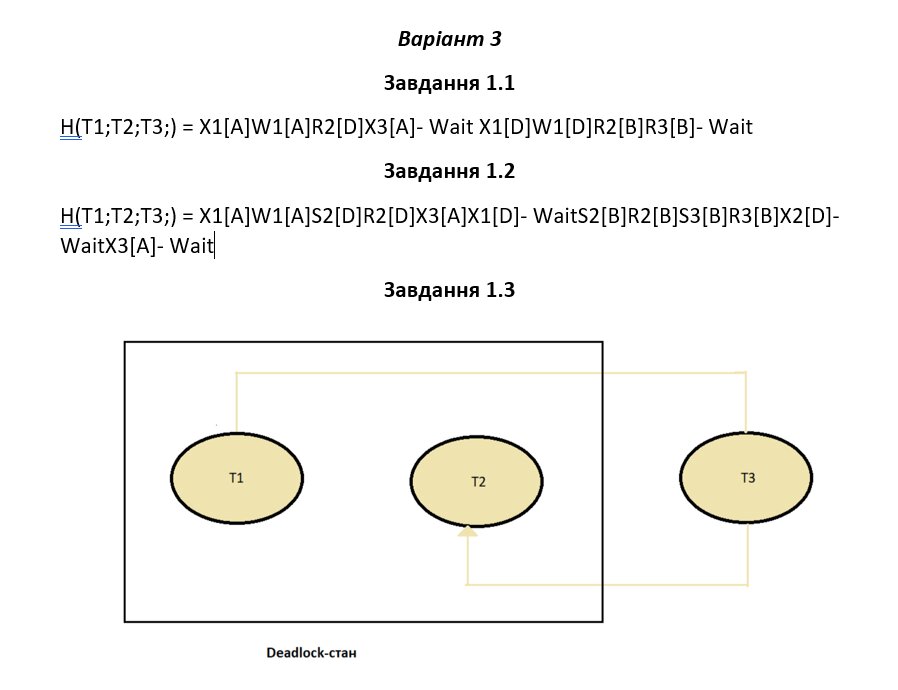 Варіант 3
Завдання 1.1
H(T1;T2;T3;) = X1[A]W1[A]R2[D]X3[A]- Wait X1[D]W1[D]R2[B]R3[B]- Wait
Завдання 1.2
H(T1;T2;T3;) = X1[A]W1[A]S2[D]R2[D]X3[A]X1[D]- WaitS2[B]R2[B]S3[B]R3[B]X2[D]-
WaitX3[A]- Wait
Завдання 1.3
T1
T2
T3
Deadlock-стан